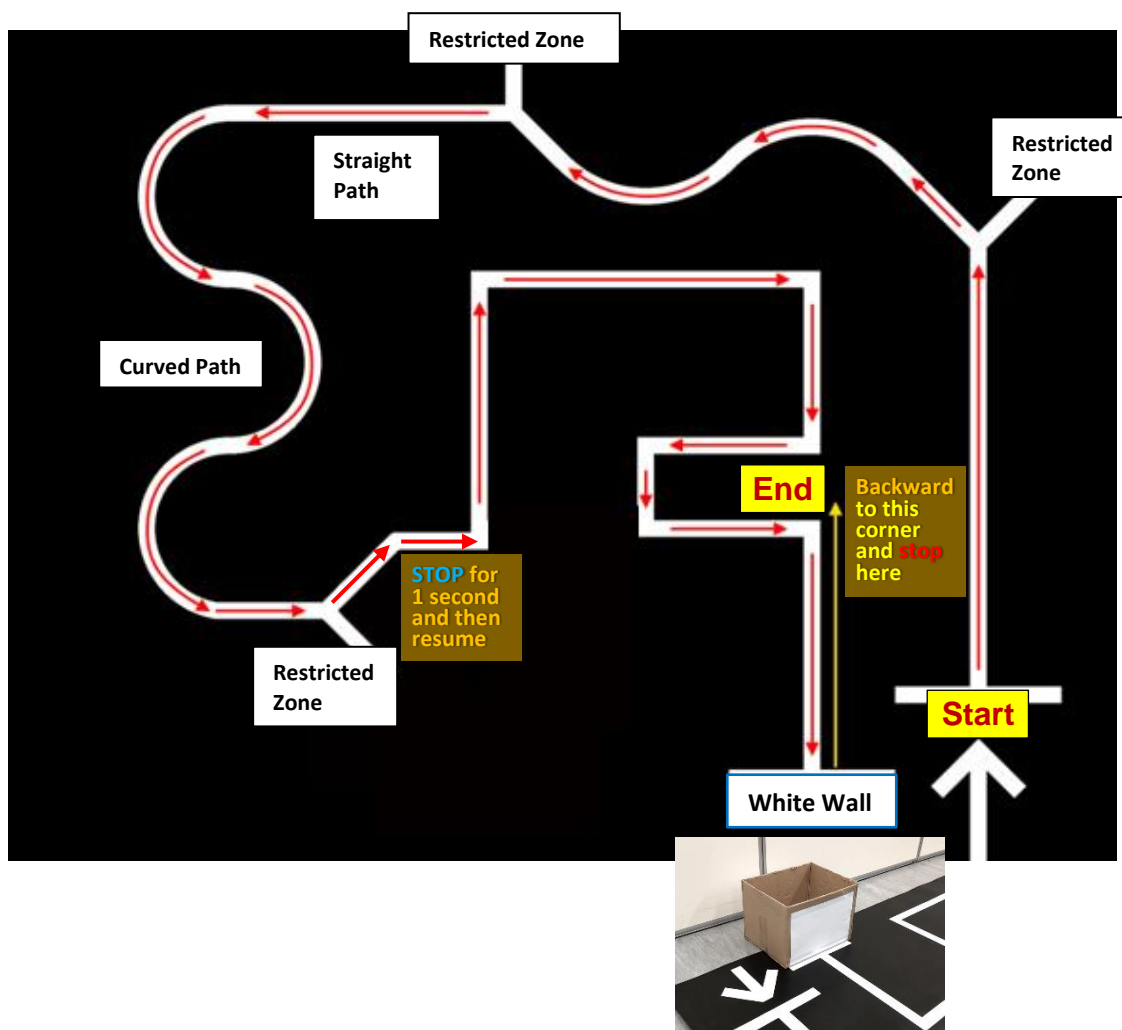 Restricted Zone
Restricted
Zone
Straight
Path
Curved Path
End
Backward
to this
corner
and stop
here
STOP for
1 second
and then
resume
Restricted
Zone
Start
White Wall